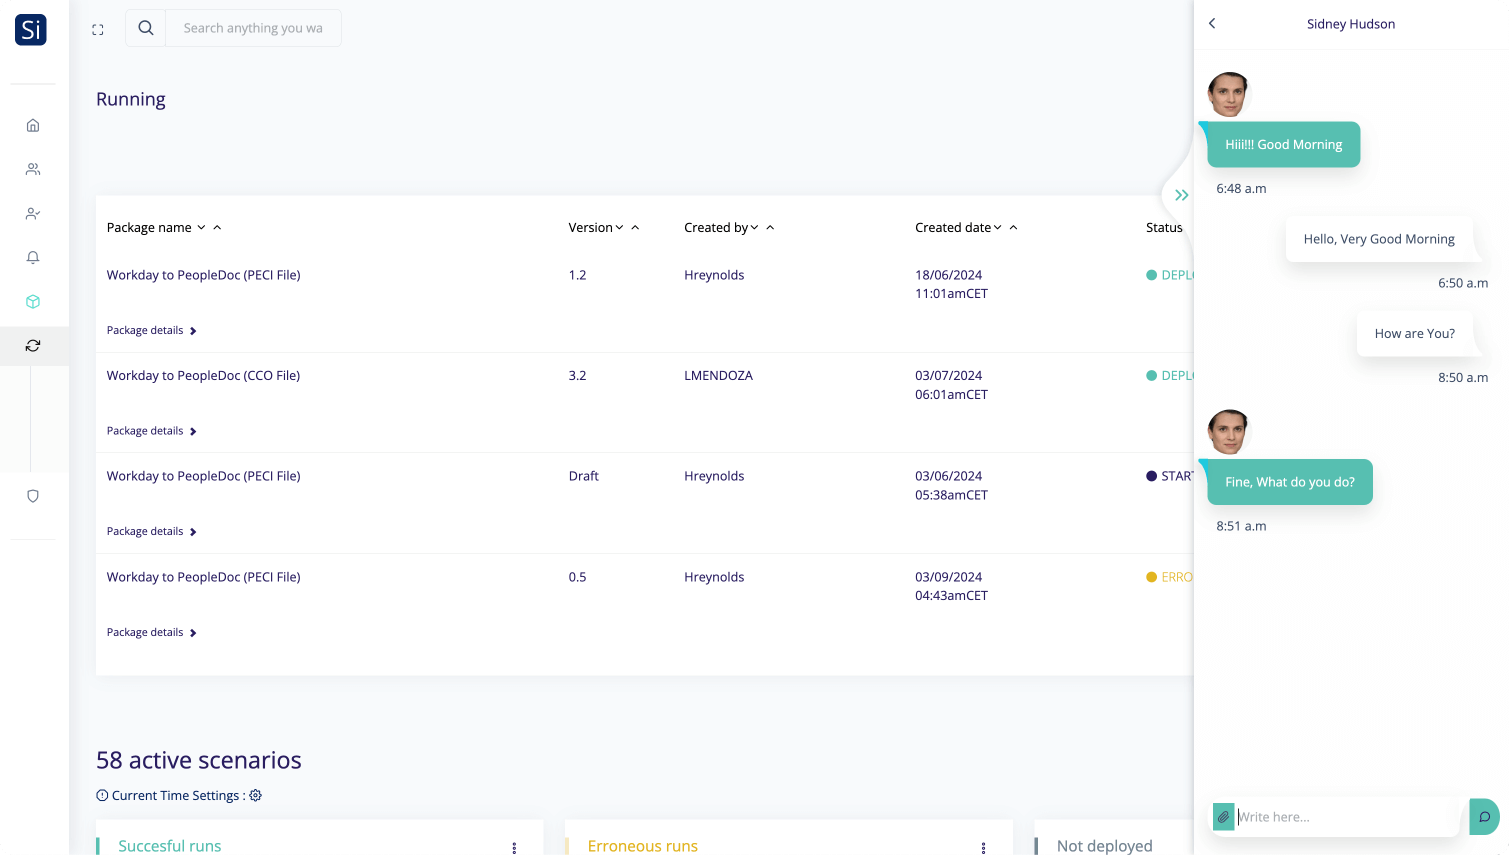 Si
Search anything you wa
Running
Package name
Version
Created by
Created date
Status
Workday to PeopleDoc (PECI File)
1.2
Hreynolds
18/06/2024
11:01amCET
DEPL
Package details
Workday to PeopleDoc (CCO File)
3.2
LMENDOZA
03/07/2024
06:01amCET
DEPL
Package details
Workday to PeopleDoc (PECI File)
Draft
Hreynolds
03/06/2024
05:38amCET
START
Package details
Workday to PeopleDoc (PECI File)
0.5
Hreynolds
03/09/2024
04:43amCET
ERRO
Package details
58 active scenarios
Current Time Settings :
Succesful runs
Erroneous runs
Not deployed
Sidney Hudson
Hiii!!! Good Morning
6:48 a.m
Hello, Very Good Morning
6:50 a.m
How are You?
8:50 a.m
Fine, What do you do?
8:51 a.m
Write here...